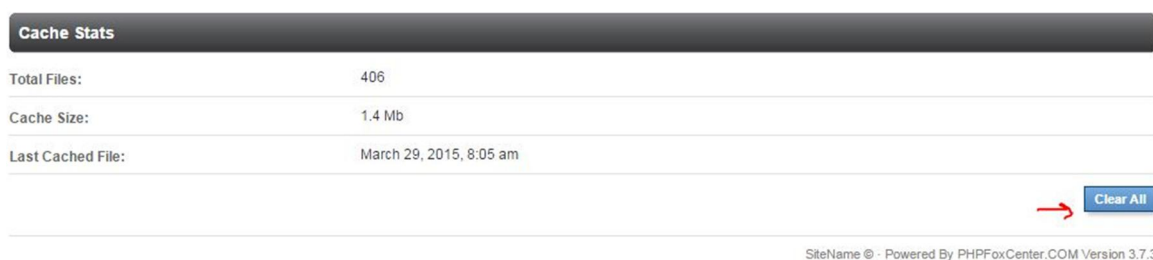 Cache Stats
Total Files: 406
Cache Size: 1.4 Mb
Last Cached File: March 29, 2015, 8:05 am
Clear All
SiteName © · Powered By PHPFoxCenter.COM Version 3.7.3